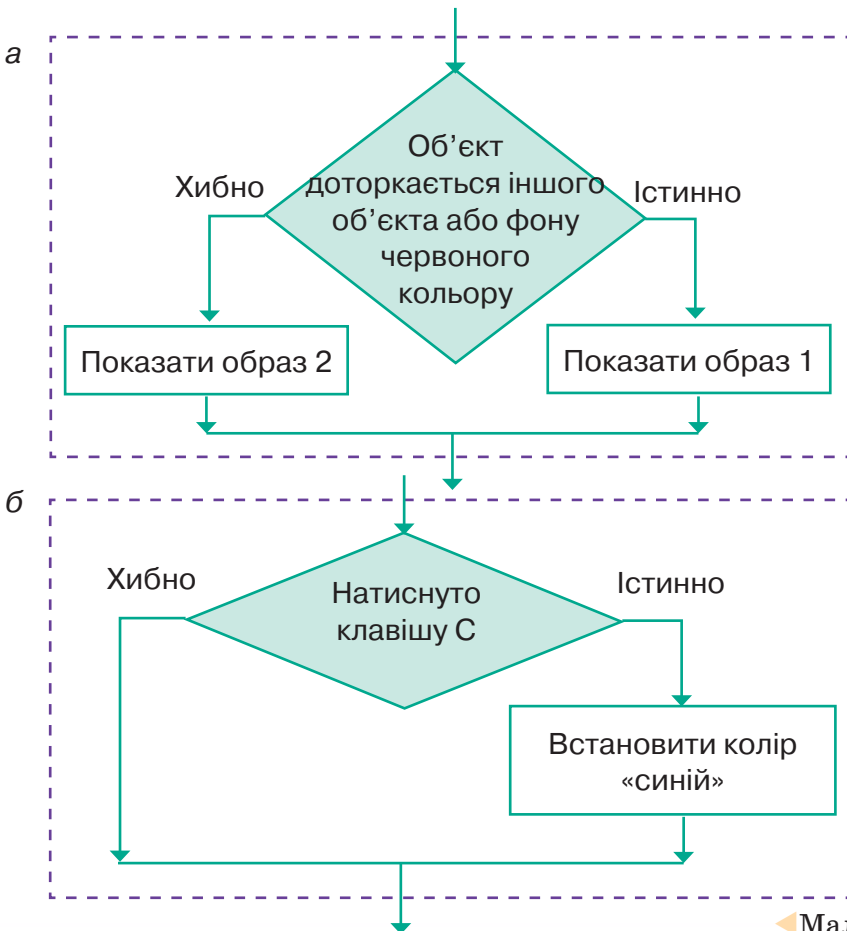 а
Об’єкт
Хибно
доторкається іншого
Істинно
об’єкта або фону
червоного
кольору
Показати образ 2
Показати образ 1
б
Хибно
Натиснуто
Істинно
клавішу С
Встановити колір
«синій»
Мал